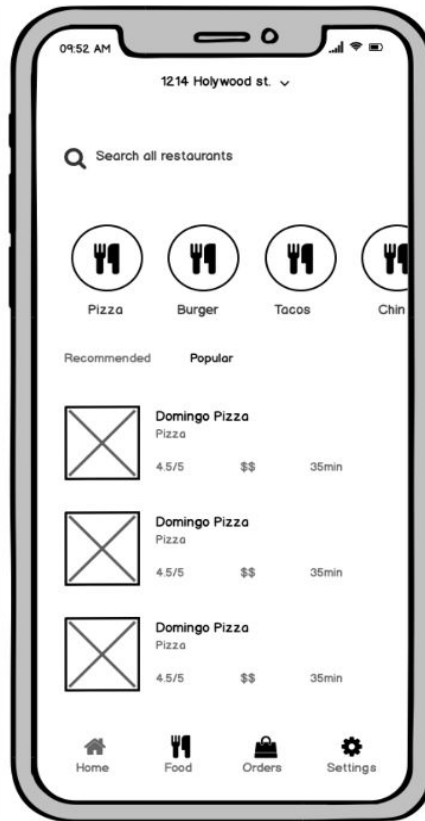 09:52 AM
1214 Holywood st.
Search all restaurants
Pizza Burger Tacos Chin
Recommended Popular
Domingo Pizza
Pizza
4.5/5 $$ 35min
Domingo Pizza
Pizza
4.5/5 $$ 35min
Domingo Pizza
Pizza
4.5/5 $$ 35min
Home Food Orders Settings